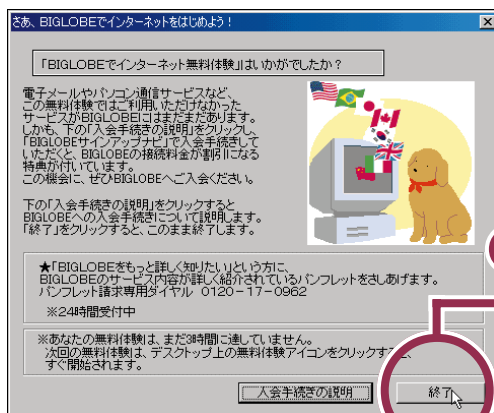 さあ、BIGLOBEでインターネットをはじめよう！
「BIGLOBEでインターネット無料体験」はいかがでしたか？
電子メールやパソコン通信サービスなど、
この無料体験ではご利用いただけなかった
サービスがBIGLOBEにはまだまだあります。
しかも、下の「入会手続きの説明」をクリックし、
「BIGLOBEサインアップナビ」で入会手続きして
いただくと、BIGLOBEの接続料金が割引になる
特典が付いています。
この機会に、ぜひBIGLOBEへご入会ください。
下の「入会手続きの説明」をクリックすると
BIGLOBEへの入会手続きについて説明します。
「終了」をクリックすると、このまま終了します。
★「BIGLOBEをもっと詳しく知りたい」という方に、
BIGLOBEのサービス内容が詳しく紹介されているパンフレットをさしあげます。
パンフレット請求専用ダイヤル 0120-17-0962
※24時間受付中
※あなたの無料体験は、まだ3時間に達していません。
次回の無料体験は、デスクトップ上の無料体験アイコンをクリックすると、
すぐ開始されます。
入会手続きの説明
終了